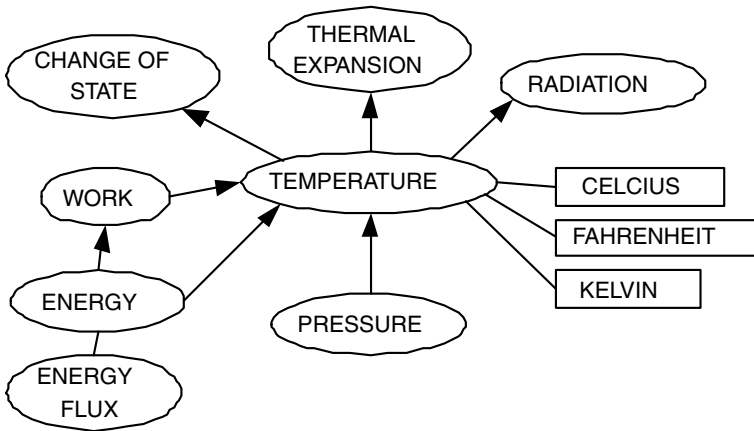 THERMAL
EXPANSION
CHANGE OF
STATE
RADIATION
WORK
TEMPERATURE
CELCIUS
FAHRENHEIT
KELVIN
ENERGY
PRESSURE
ENERGY
FLUX